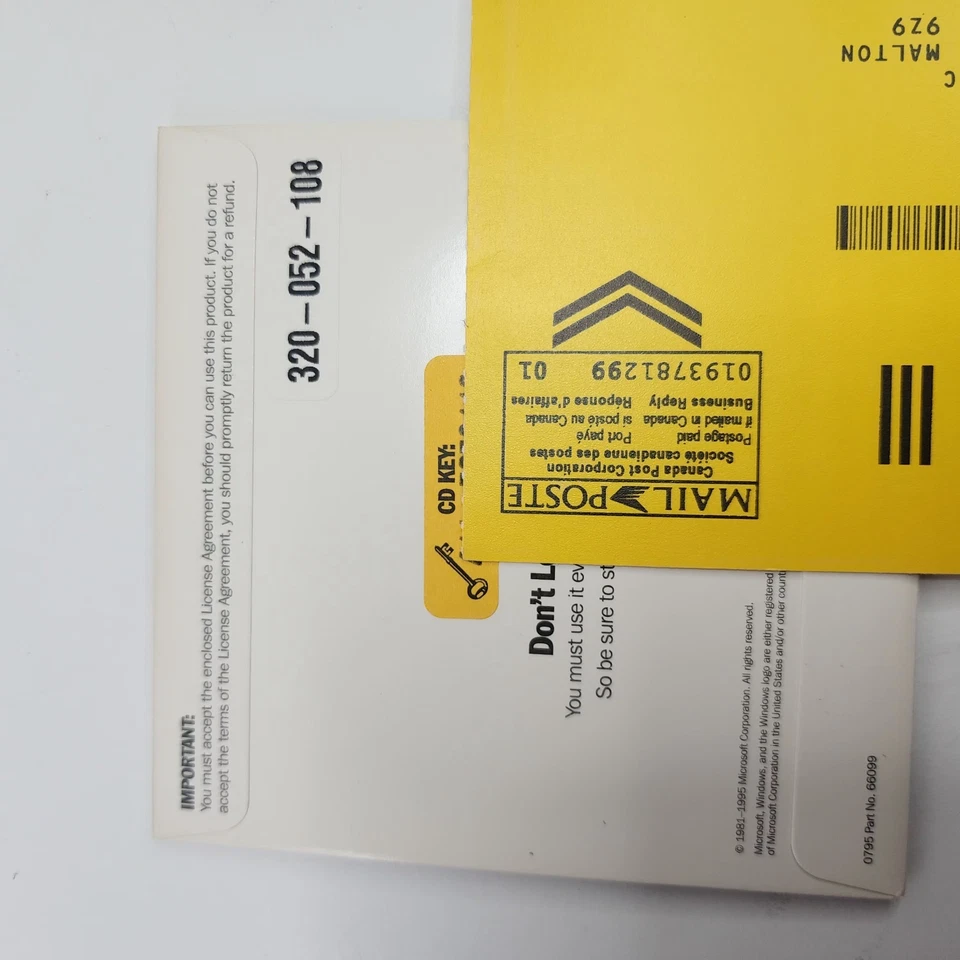 IMPORTANT:
You must accept the enclosed License Agreement before you can use this product. If you do not
accept the terms of the License Agreement, you should promptly return the product for a refund.
320-052-108
CD KEY:
Don't L
You must use it ev
So be sure to st
© 1981-1995 Microsoft Corporation. All rights reserved.
Microsoft, Windows, and the Windows logo are either registered
of Microsoft Corporation in the United States and/or other count
0795 Part No. 66099
MAIL POSTE
Canada Post Corporation
Société canadienne des postes
Postage paid Port payé
if mailed in Canada si posté au Canada
Business Reply Réponse d'affaires
0193781299 01
C
MALTON
9Z9